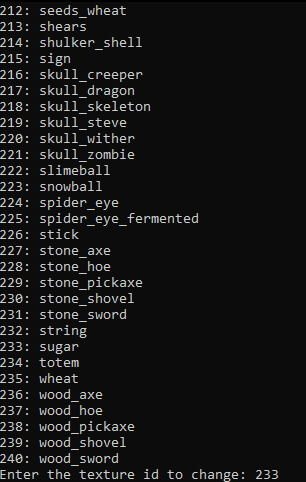 212: seeds_wheat
213: shears
214: shulker_shell
215: sign
216: skull_creeper
217: skull_dragon
218: skull_skeleton
219: skull_steve
220: skull_wither
221: skull_zombie
222: slimeball
223: snowball
224: spider_eye
225: spider_eye_fermented
226: stick
227: stone_axe
228: stone_hoe
229: stone_pickaxe
230: stone_shovel
231: stone_sword
232: string
233: sugar
234: totem
235: wheat
236: wood_axe
237: wood_hoe
238: wood_pickaxe
239: wood_shovel
240: wood_sword
Enter the texture id to change: 233